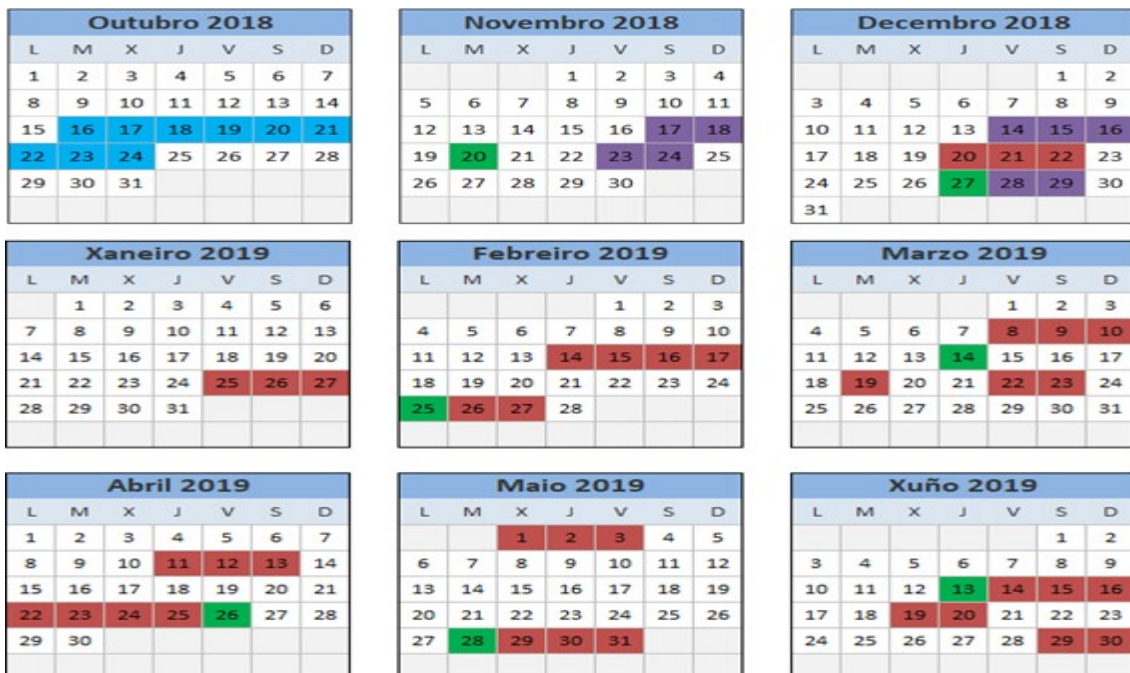 Outubro 2018
L M X J V S D
1 2 3 4 5 6 7
8 9 10 11 12 13 14
15 16 17 18 19 20 21
22 23 24 25 26 27 28
29 30 31
Novembro 2018
L M X J V S D
1 2 3 4
5 6 7 8 9 10 11
12 13 14 15 16 17 18
19 20 21 22 23 24 25
26 27 28 29 30
Decembro 2018
L M X J V S D
1 2
3 4 5 6 7 8 9
10 11 12 13 14 15 16
17 18 19 20 21 22 23
24 25 26 27 28 29 30
31
Xaneiro 2019
L M X J V S D
1 2 3 4 5 6
7 8 9 10 11 12 13
14 15 16 17 18 19 20
21 22 23 24 25 26 27
28 29 30 31
Febreiro 2019
L M X J V S D
1 2 3
4 5 6 7 8 9 10
11 12 13 14 15 16 17
18 19 20 21 22 23 24
25 26 27 28
Marzo 2019
L M X J V S D
1 2 3
4 5 6 7 8 9 10
11 12 13 14 15 16 17
18 19 20 21 22 23 24
25 26 27 28 29 30 31
Abril 2019
L M X J V S D
1 2 3 4 5 6 7
8 9 10 11 12 13 14
15 16 17 18 19 20 21
22 23 24 25 26 27 28
29 30
Maio 2019
L M X J V S D
1 2 3 4 5
6 7 8 9 10 11 12
13 14 15 16 17 18 19
20 21 22 23 24 25 26
27 28 29 30 31
Xuño 2019
L M X J V S D
1 2
3 4 5 6 7 8 9
10 11 12 13 14 15 16
17 18 19 20 21 22 23
24 25 26 27 28 29 30